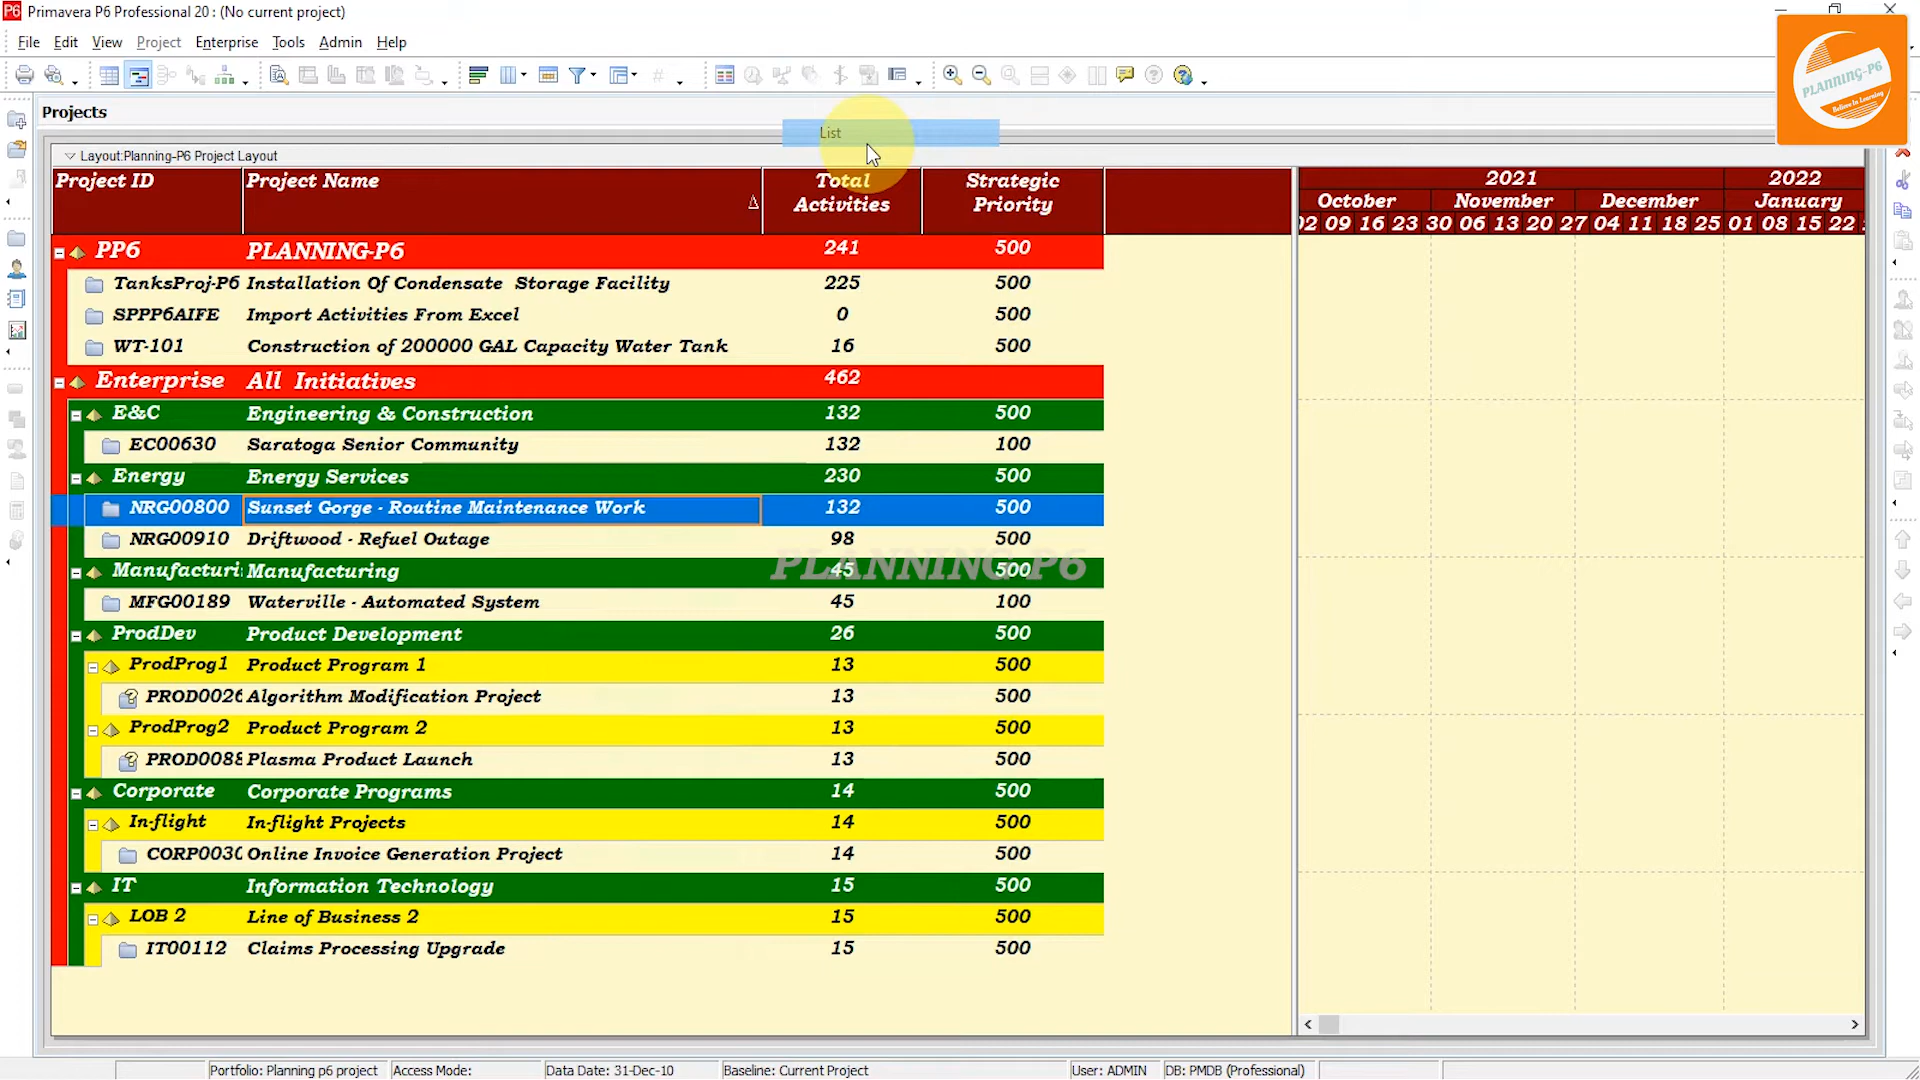 Primavera P6 Professional 20 : (No current project)
File Edit View Project Enterprise Tools Admin Help
PLANNING-P6
Believe In Learning
Projects
List
Layout:Planning-P6 Project Layout
Project ID Project Name Total Activities Strategic Priority
2021 2022
October November December January
02 09 16 23 30 06 13 20 27 04 11 18 25 01 08 15 22
PP6 PLANNING-P6 241 500
TanksProj-P6 Installation Of Condensate Storage Facility 225 500
SPPP6AIFE Import Activities From Excel 0 500
WT-101 Construction of 200000 GAL Capacity Water Tank 16 500
Enterprise All Initiatives 462
E&C Engineering & Construction 132 500
EC00630 Saratoga Senior Community 132 100
Energy Energy Services 230 500
NRG00800 Sunset Gorge - Routine Maintenance Work 132 500
NRG00910 Driftwood - Refuel Outage 98 500
PLANNING-P6
Manufacturi Manufacturing 45 500
MFG00189 Waterville - Automated System 45 100
ProdDev Product Development 26 500
ProdProg1 Product Program 1 13 500
PROD0026 Algorithm Modification Project 13 500
ProdProg2 Product Program 2 13 500
PROD0088 Plasma Product Launch 13 500
Corporate Corporate Programs 14 500
In-flight In-flight Projects 14 500
CORP0030 Online Invoice Generation Project 14 500
IT Information Technology 15 500
LOB 2 Line of Business 2 15 500
IT00112 Claims Processing Upgrade 15 500
Portfolio: Planning p6 project Access Mode: Data Date: 31-Dec-10 Baseline: Current Project User: ADMIN DB: PMDB (Professional)